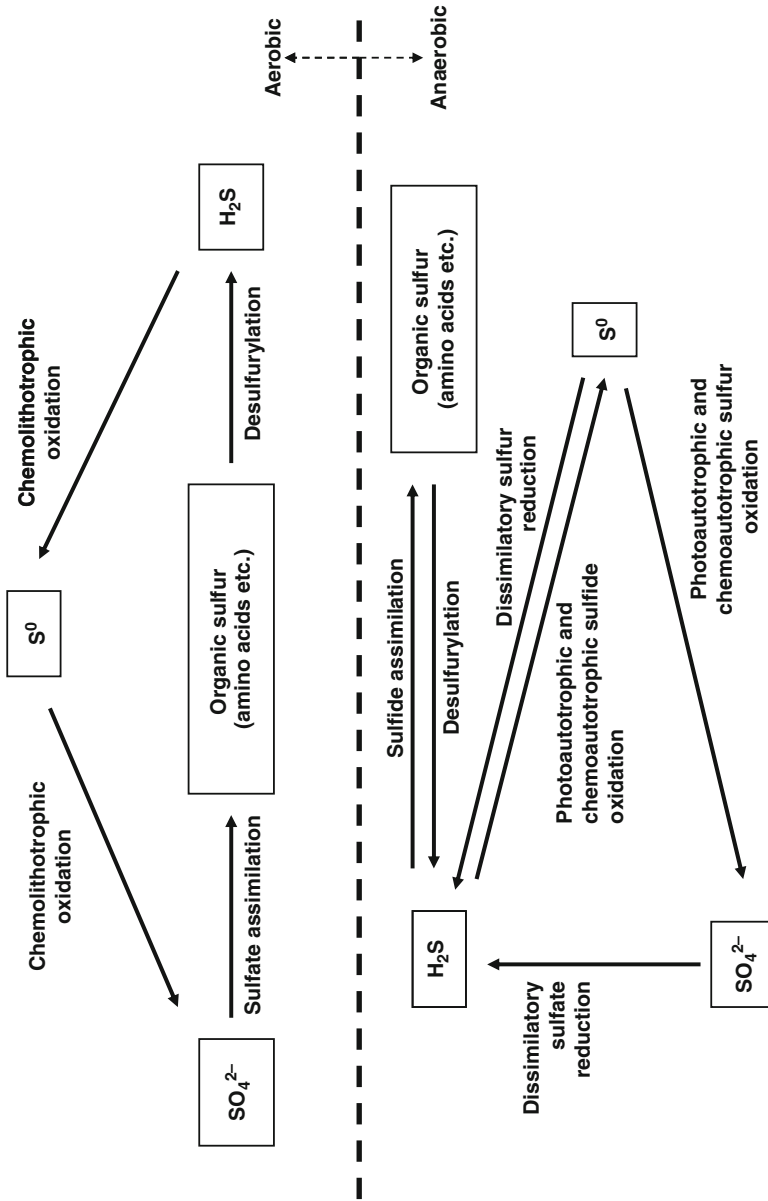 Aerobic
Anaerobic
S⁰
Chemolithotrophic
oxidation
Chemolithotrophic
oxidation
SO₄²⁻
Sulfate assimilation
Organic sulfur
(amino acids etc.)
Desulfurylation
H₂S
H₂S
Sulfide assimilation
Desulfurylation
Organic sulfur
(amino acids etc.)
Dissimilatory sulfur
reduction
Photoautotrophic and
chemoautotrophic sulfide
oxidation
S⁰
Dissimilatory
sulfate
reduction
SO₄²⁻
Photoautotrophic and
chemoautotrophic sulfur
oxidation